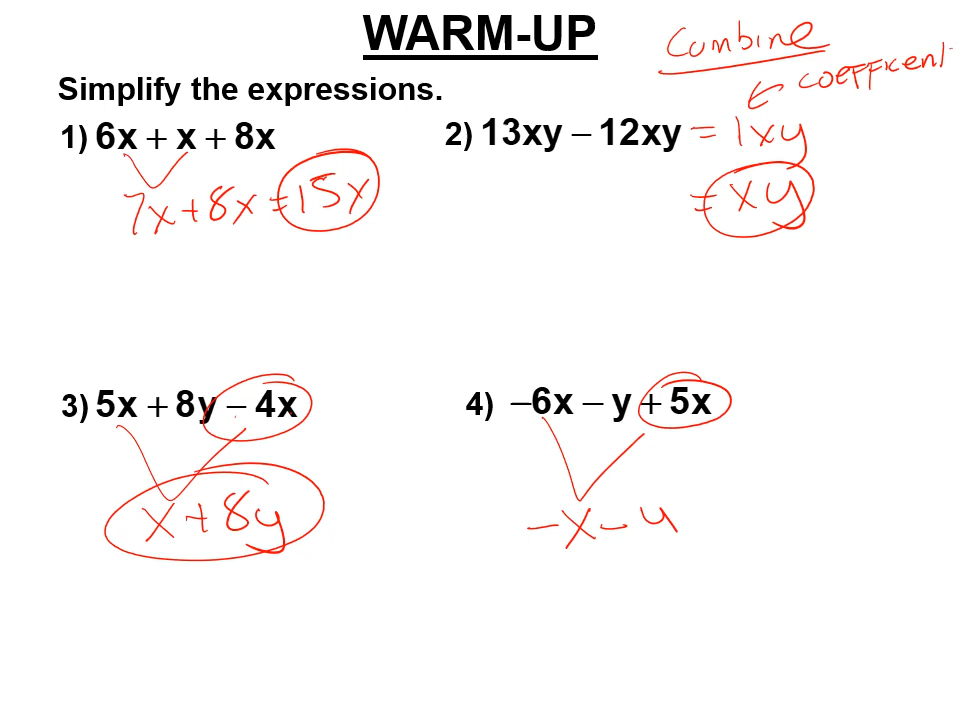 WARM-UP
Combine
Simplify the expressions.
← COEFFICENT
1) 6x + x + 8x
2) 13xy – 12xy = 1xy
7x + 8x = 15x
= xy
3) 5x + 8y – 4x
4) –6x – y + 5x
x + 8y
-x - y